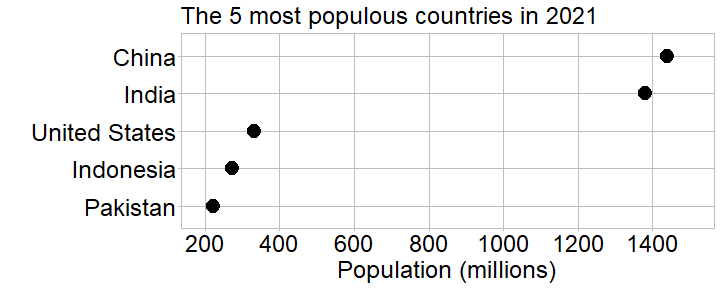 The 5 most populous countries in 2021
China
India
United States
Indonesia
Pakistan
200 400 600 800 1000 1200 1400
Population (millions)